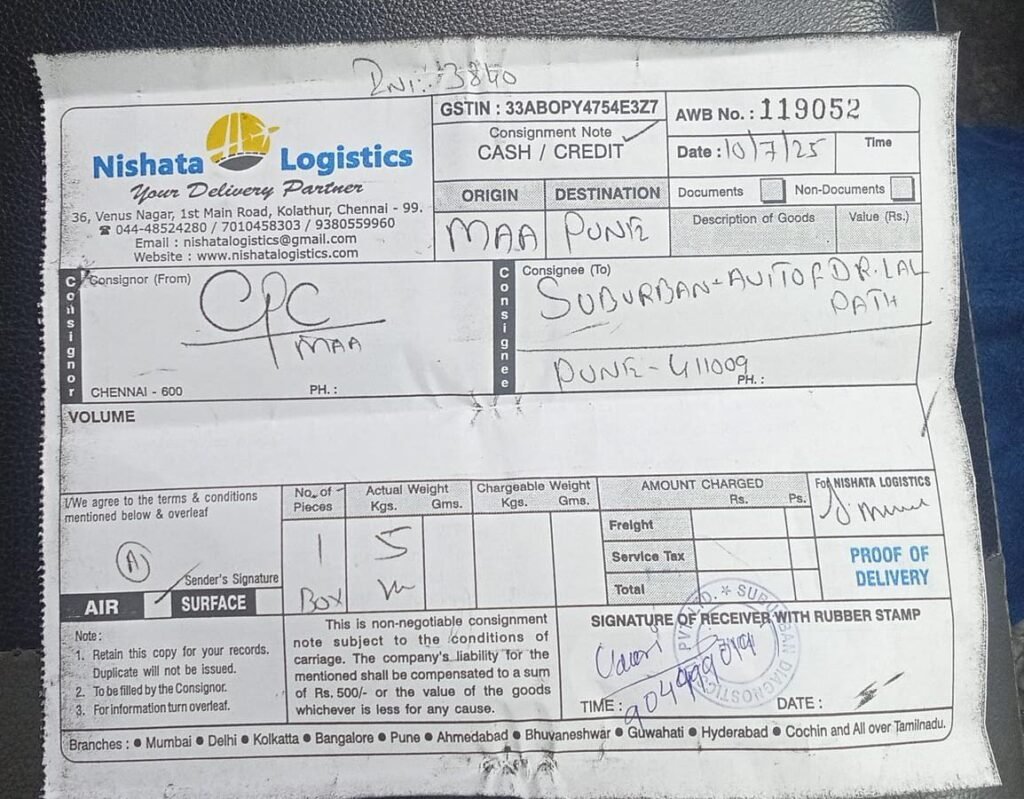 3840
Nishata Logistics
Your Delivery Partner
36, Venus Nagar, 1st Main Road, Kolathur, Chennai - 99.
☎ 044-48524280 / 7010458303 / 9380559960
Email : nishatalogistics@gmail.com
Website : www.nishatalogistics.com
GSTIN : 33ABOPY4754E3Z7
Consignment Note
CASH / CREDIT
AWB No. : 119052
Date : 10/7/25
Time
ORIGIN DESTINATION
MAA PUNE
Documents Non-Documents
Description of Goods Value (Rs.)
Consignor
Consignor (From)
CPC
MAA
CHENNAI - 600 PH. :
Consignee
Consignee (To)
SUBURBAN - A UIT OF DR. LAL
PATH
PUNE - 411009
PH. :
VOLUME
I/We agree to the terms & conditions
mentioned below & overleaf
A
Sender's Signature
AIR SURFACE
No. of Pieces
1
BOX
Actual Weight
Kgs. Gms.
5
Chargeable Weight
Kgs. Gms.
AMOUNT CHARGED
Rs. Ps.
Freight
Service Tax
Total
For NISHATA LOGISTICS
PROOF OF
DELIVERY
Note :
1. Retain this copy for your records.
Duplicate will not be issued.
2. To be filled by the Consignor.
3. For information turn overleaf.
This is non-negotiable consignment
note subject to the conditions of
carriage. The company's liability for the
mentioned shall be compensated to a sum
of Rs. 500/- or the value of the goods
whichever is less for any cause.
SIGNATURE OF RECEIVER WITH RUBBER STAMP
SUBURBAN DIAGNOSTICS PVT. LTD.
TIME : DATE :
Branches : ● Mumbai ● Delhi ● Kolkatta ● Bangalore ● Pune ● Ahmedabad ● Bhuvaneshwar ● Guwahati ● Hyderabad ● Cochin and All over Tamilnadu.